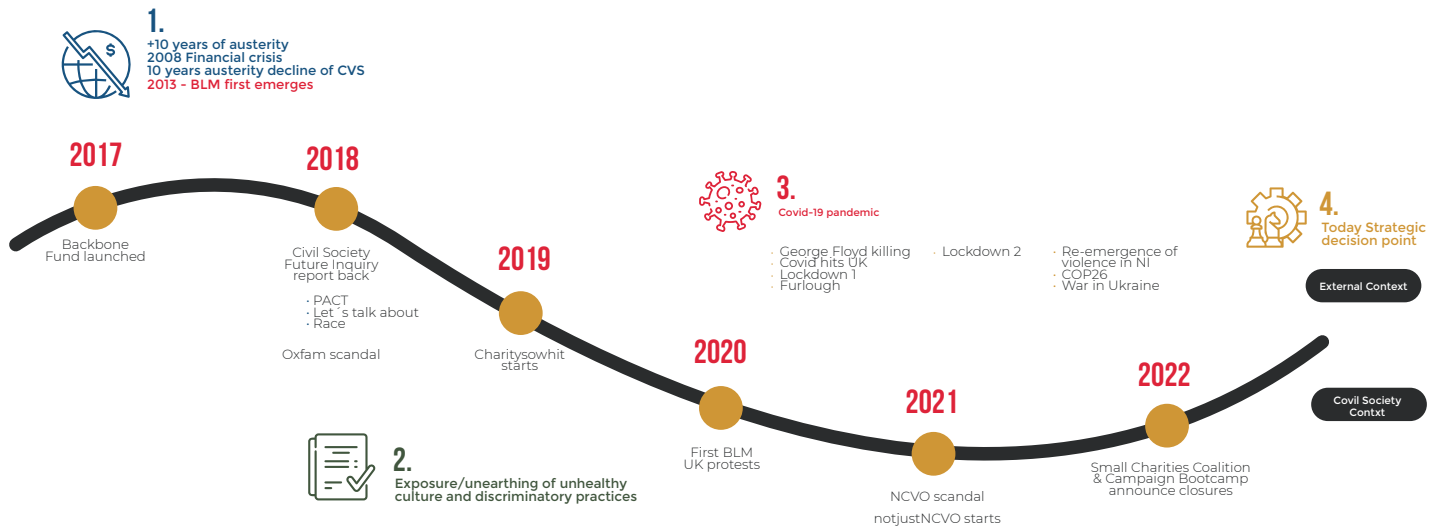 1.
+10 years of austerity
2008 Financial crisis
10 years austerity decline of CVS
2013 - BLM first emerges
$
2017
Backbone
Fund launched
2018
Civil Society
Future Inquiry
report back
· PACT
· Let´s talk about
· Race
Oxfam scandal
2019
Charitysowhit
starts
2.
Exposure/unearthing of unhealthy
culture and discriminatory practices
3.
Covid-19 pandemic
· George Floyd killing
· Covid hits UK
· Lockdown 1
· Furlough
· Lockdown 2
· Re-emergence of
violence in NI
· COP26
· War in Ukraine
2020
First BLM
UK protests
2021
NCVO scandal
notjustNCVO starts
2022
Small Charities Coalition
& Campaign Bootcamp
announce closures
4.
Today Strategic
decision point
External Context
Covil Society
Contxt